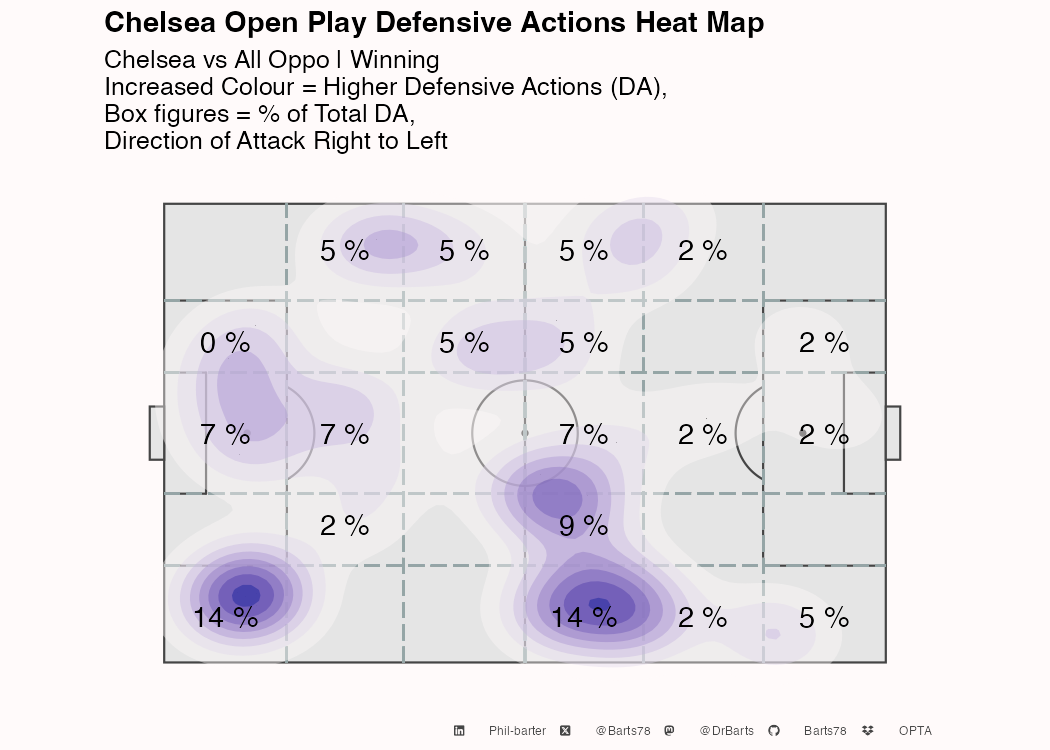 Chelsea Open Play Defensive Actions Heat Map
Chelsea vs All Oppo | Winning
Increased Colour = Higher Defensive Actions (DA),
Box figures = % of Total DA,
Direction of Attack Right to Left
5 % 5 % 5 % 2 %
0 % 5 % 5 % 2 %
7 % 7 % 7 % 2 % 2 %
2 % 9 %
14 % 14 % 2 % 5 %
Phil-barter @Barts78 @DrBarts Barts78 OPTA